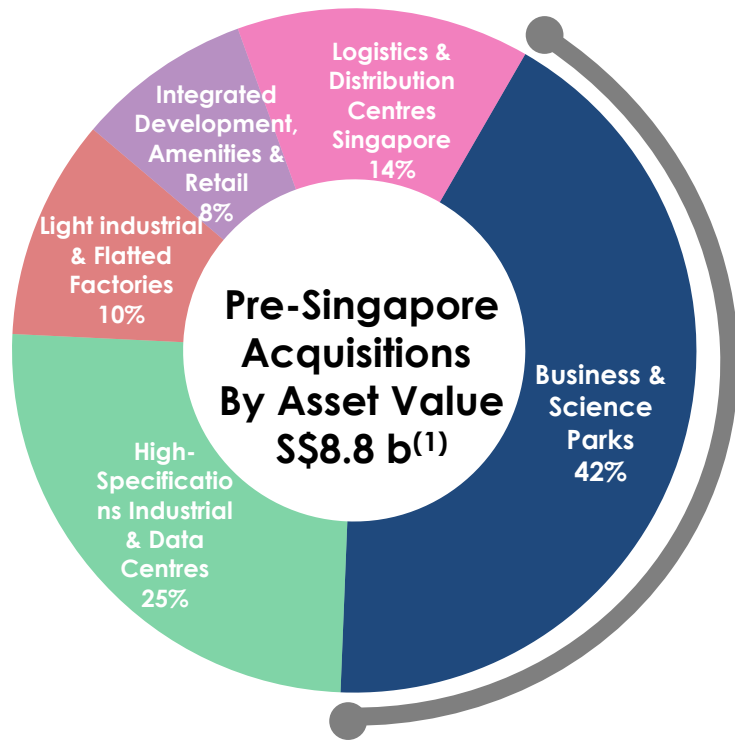 Logistics &
Distribution
Centres
Singapore
14%
Integrated
Development,
Amenities &
Retail
8%
Light industrial
& Flatted
Factories
10%
Pre-Singapore
Acquisitions
By Asset Value
S$8.8 b(1)
Business &
Science
Parks
42%
High-
Specificatio
ns Industrial
& Data
Centres
25%